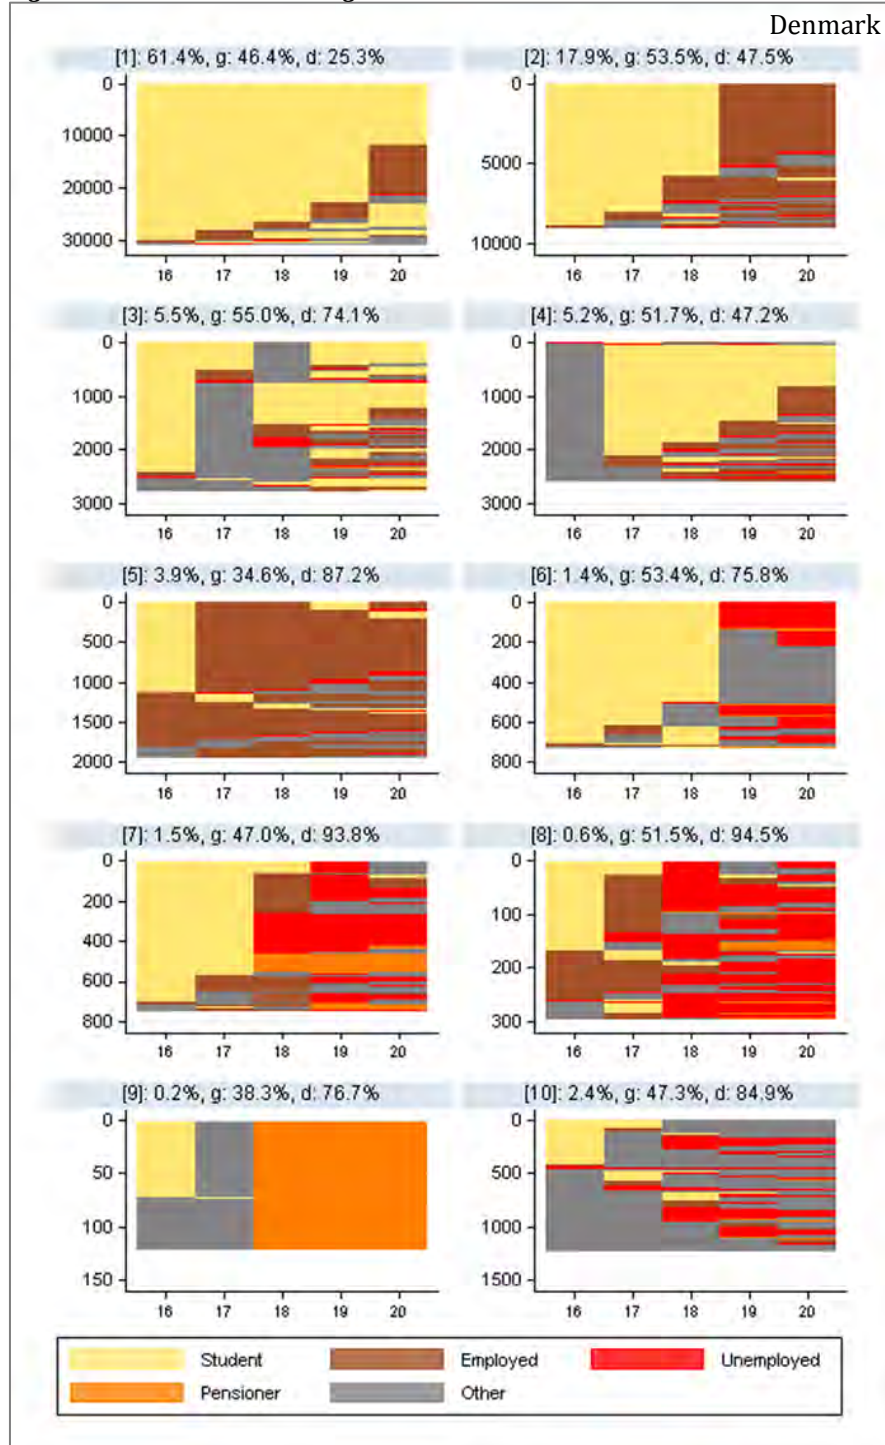 Denmark
[1]: 61.4%, g: 46.4%, d: 25.3%
0
10000
20000
30000
16 17 18 19 20
[2]: 17.9%, g: 53.5%, d: 47.5%
0
5000
10000
16 17 18 19 20
[3]: 5.5%, g: 55.0%, d: 74.1%
0
1000
2000
3000
16 17 18 19 20
[4]: 5.2%, g: 51.7%, d: 47.2%
0
1000
2000
3000
16 17 18 19 20
[5]: 3.9%, g: 34.6%, d: 87.2%
0
500
1000
1500
2000
16 17 18 19 20
[6]: 1.4%, g: 53.4%, d: 75.8%
0
200
400
600
800
16 17 18 19 20
[7]: 1.5%, g: 47.0%, d: 93.8%
0
200
400
600
800
16 17 18 19 20
[8]: 0.6%, g: 51.5%, d: 94.5%
0
100
200
300
16 17 18 19 20
[9]: 0.2%, g: 38.3%, d: 76.7%
0
50
100
150
16 17 18 19 20
[10]: 2.4%, g: 47.3%, d: 84.9%
0
500
1000
1500
16 17 18 19 20
Student Employed Unemployed
Pensioner Other